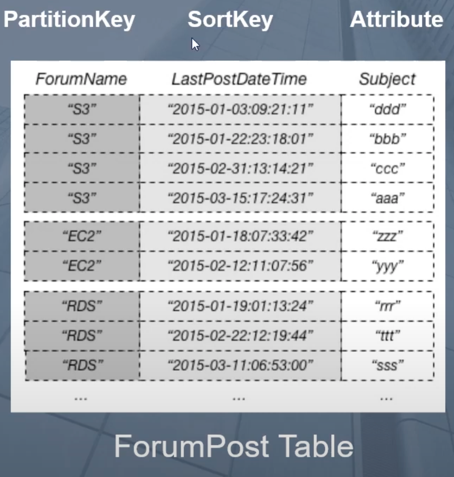 PartitionKey SortKey Attribute
ForumName LastPostDateTime Subject
"S3" "2015-01-03:09:21:11" "ddd"
"S3" "2015-01-22:23:18:01" "bbb"
"S3" "2015-02-31:13:14:21" "ccc"
"S3" "2015-03-15:17:24:31" "aaa"
"EC2" "2015-01-18:07:33:42" "zzz"
"EC2" "2015-02-12:11:07:56" "yyy"
"RDS" "2015-01-19:01:13:24" "rrr"
"RDS" "2015-02-22:12:19:44" "ttt"
"RDS" "2015-03-11:06:53:00" "sss"
... ... ...
ForumPost Table